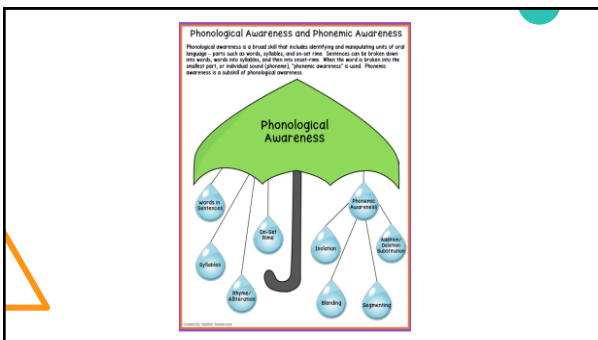 Phonological Awareness and Phonemic Awareness
Phonological awareness is a broad skill that includes identifying and manipulating units of oral
language – parts such as words, syllables, and on-set rime. Sentences can be broken down
into words, words into syllables, and then into onset-rime. When the word is broken into the
smallest part, or individual sound (phoneme), "phonemic awareness" is used. Phonemic
awareness is a subskill of phonological awareness.
Phonological
Awareness
Words in
Sentences
Syllables
Rhyme/
Alliteration
On-Set
Rime
Phonemic
Awareness
Isolation
Blending
Segmenting
Addition/
Deletion
Substitution